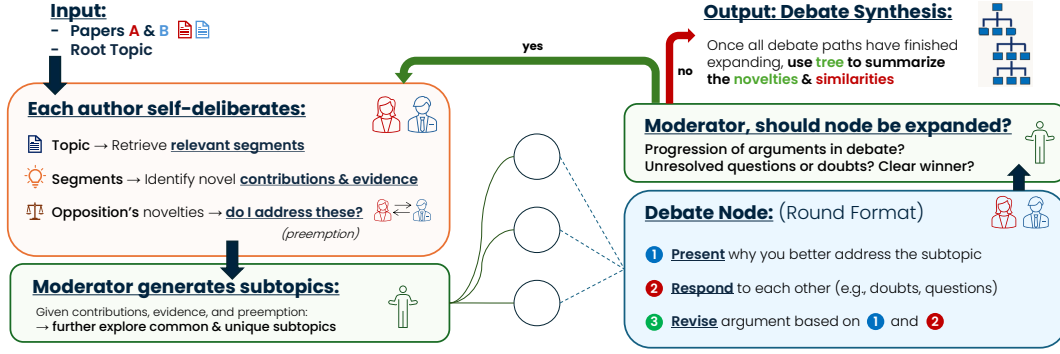 Input:
- Papers A & B
- Root Topic
Each author self-deliberates:
Topic → Retrieve relevant segments
Segments → Identify novel contributions & evidence
Opposition's novelties → do I address these?
(preemption)
Moderator generates subtopics:
Given contributions, evidence, and preemption:
→ further explore common & unique subtopics
yes
no
Output: Debate Synthesis:
Once all debate paths have finished
expanding, use tree to summarize
the novelties & similarities
Moderator, should node be expanded?
Progression of arguments in debate?
Unresolved questions or doubts? Clear winner?
Debate Node: (Round Format)
1 Present why you better address the subtopic
2 Respond to each other (e.g., doubts, questions)
3 Revise argument based on 1 and 2